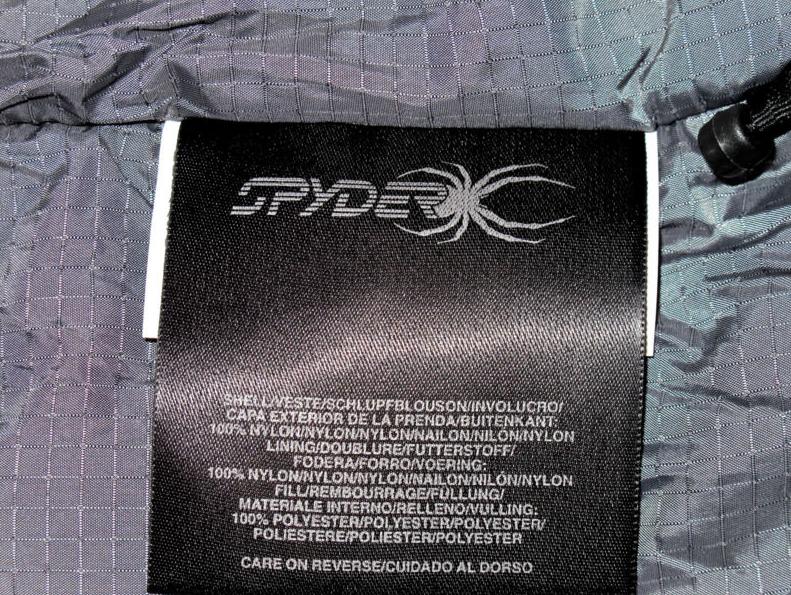 SPYDER
SHELL/VESTE/SCHLUPFBLOUSON/INVOLUCRO/
CAPA EXTERIOR DE LA PRENDA/BUITENKANT:
100% NYLON/NYLON/NYLON/NAILON/NILON/NYLON
LINING/DOUBLURE/FUTTERSTOFF/
FODERA/FORRO/VOERING:
100% NYLON/NYLON/NYLON/NAILON/NILÓN/NYLON
FILL/REMBOURRAGE/FULLUNG/
MATERIALE INTERNO/RELLENO/VULLING:
100% POLYESTER/POLYESTER/POLYESTER/
POLIESTERE/POLIESTER/POLYESTER
CARE ON REVERSE/CUIDADO AL DORSO